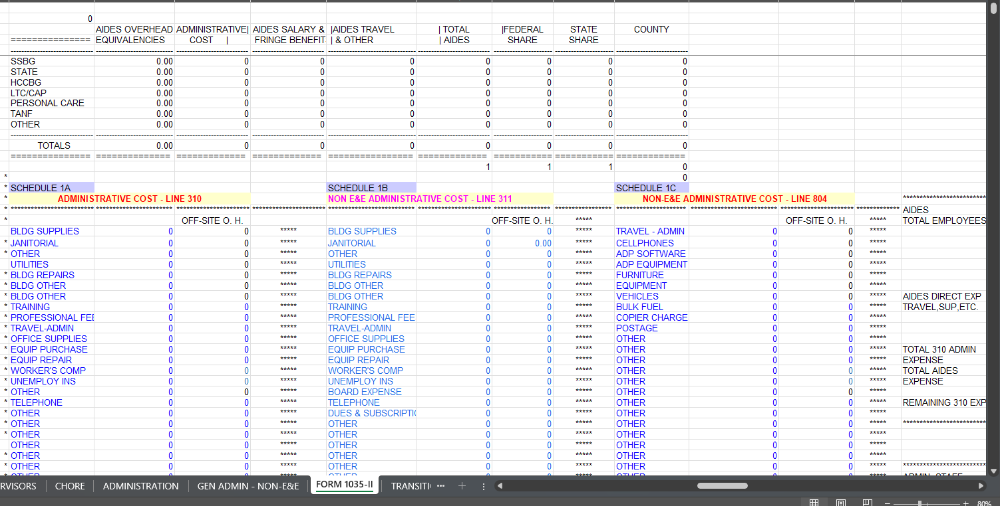 0
AIDES OVERHEAD ADMINISTRATIVE| AIDES SALARY & |AIDES TRAVEL | TOTAL |FEDERAL STATE COUNTY
=============== EQUIVALENCIES COST | FRINGE BENEFIT | & OTHER | AIDES SHARE SHARE
SSBG 0.00 0 0 0 0 0 0 0
STATE 0.00 0 0 0 0 0 0 0
HCCBG 0.00 0 0 0 0 0 0 0
LTC/CAP 0.00 0 0 0 0 0 0 0
PERSONAL CARE 0.00 0 0 0 0 0 0 0
TANF 0.00 0 0 0 0 0 0 0
OTHER 0.00 0 0 0 0 0 0 0
TOTALS 0.00 0 0 0 0 0 0 0
=============== ============== ============= ============= ================ ============= =========== =========== =============
1 1 1 0
* 0
* SCHEDULE 1A SCHEDULE 1B SCHEDULE 1C
* ADMINISTRATIVE COST - LINE 310 NON E&E ADMINISTRATIVE COST - LINE 311 NON-E&E ADMINISTRATIVE COST - LINE 804
* AIDES
* OFF-SITE O. H. OFF-SITE O. H. ***** OFF-SITE O. H. ***** TOTAL EMPLOYEES
BLDG SUPPLIES 0 0 ***** BLDG SUPPLIES 0 0 ***** TRAVEL - ADMIN 0 0 *****
* JANITORIAL 0 0 ***** JANITORIAL 0 0.00 ***** CELLPHONES 0 0 *****
* OTHER 0 0 ***** OTHER 0 0 ***** ADP SOFTWARE 0 0 *****
UTILITIES 0 0 ***** UTILITIES 0 0 ***** ADP EQUIPMENT 0 0 *****
* BLDG REPAIRS 0 0 ***** BLDG REPAIRS 0 0 ***** FURNITURE 0 0 *****
* BLDG OTHER 0 0 ***** BLDG OTHER 0 0 ***** EQUIPMENT 0 0 *****
* BLDG OTHER 0 0 ***** BLDG OTHER 0 0 ***** VEHICLES 0 0 ***** AIDES DIRECT EXP
* TRAINING 0 0 ***** TRAINING 0 0 ***** BULK FUEL 0 0 ***** TRAVEL,SUP,ETC.
* PROFESSIONAL FEE 0 0 ***** PROFESSIONAL FEE 0 0 ***** COPIER CHARGE 0 0 *****
* TRAVEL-ADMIN 0 0 ***** TRAVEL-ADMIN 0 0 ***** POSTAGE 0 0 *****
* OFFICE SUPPLIES 0 0 ***** OFFICE SUPPLIES 0 0 ***** OTHER 0 0 *****
* EQUIP PURCHASE 0 0 ***** EQUIP PURCHASE 0 0 ***** OTHER 0 0 ***** TOTAL 310 ADMIN
* EQUIP REPAIR 0 0 ***** EQUIP REPAIR 0 0 ***** OTHER 0 0 ***** EXPENSE
* WORKER'S COMP 0 0 ***** WORKER'S COMP 0 0 ***** OTHER 0 0 ***** TOTAL AIDES
* UNEMPLOY INS 0 0 ***** UNEMPLOY INS 0 0 ***** OTHER 0 0 ***** EXPENSE
* OTHER 0 0 ***** BOARD EXPENSE 0 0 ***** OTHER 0 0 *****
* TELEPHONE 0 0 ***** TELEPHONE 0 0 ***** OTHER 0 0 ***** REMAINING 310 EXP
* OTHER 0 0 ***** DUES & SUBSCRIPTI 0 0 ***** OTHER 0 0 *****
* OTHER 0 0 ***** OTHER 0 0 ***** OTHER 0 0 *****
* OTHER 0 0 ***** OTHER 0 0 ***** OTHER 0 0 *****
OTHER 0 0 ***** OTHER 0 0 ***** OTHER 0 0 *****
* OTHER 0 0 ***** OTHER 0 0 ***** OTHER 0 0 *****
* OTHER 0 0 ***** OTHER 0 0 ***** OTHER 0 0 *****
RVISORS CHORE ADMINISTRATION GEN ADMIN - NON-E&E FORM 1035-II TRANSITI ... +
− + 80%